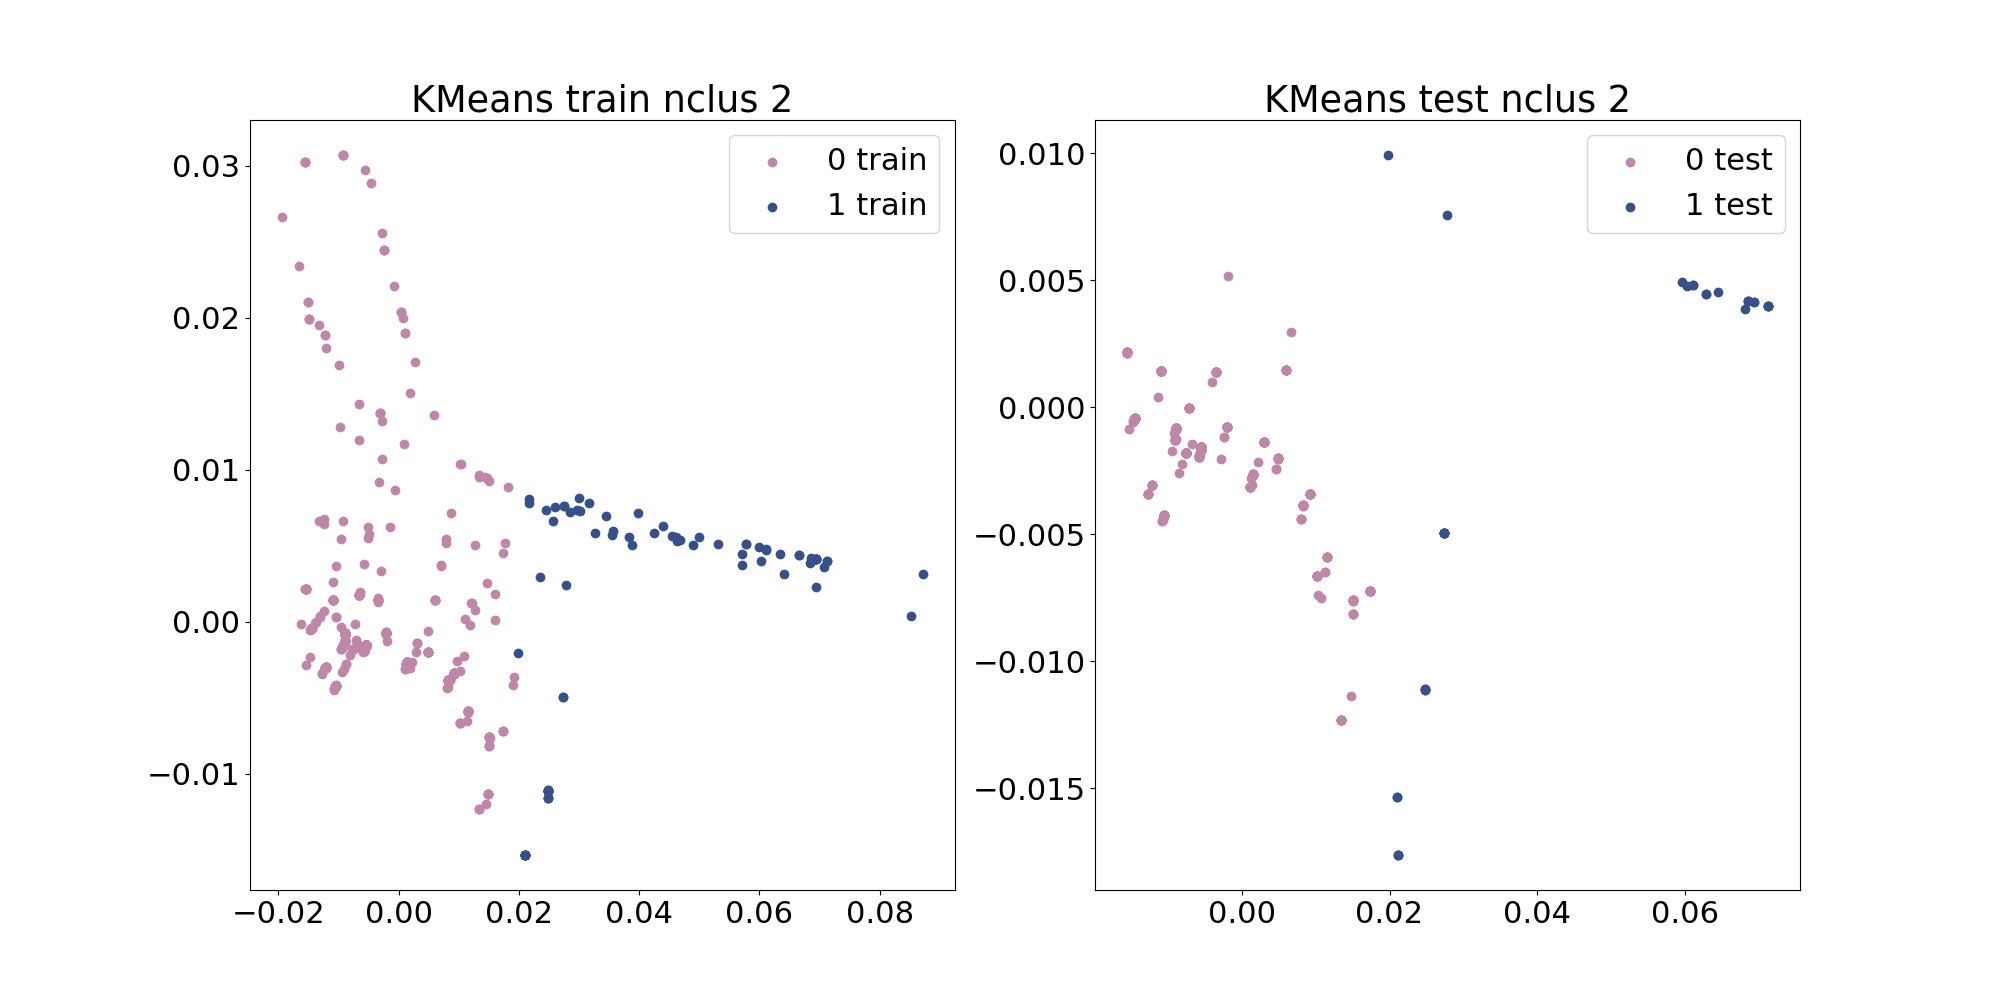 KMeans train nclus 2
0.03
0.02
0.01
0.00
−0.01
−0.02 0.00 0.02 0.04 0.06 0.08
0 train
1 train
KMeans test nclus 2
0.010
0.005
0.000
−0.005
−0.010
−0.015
0.00 0.02 0.04 0.06
0 test
1 test